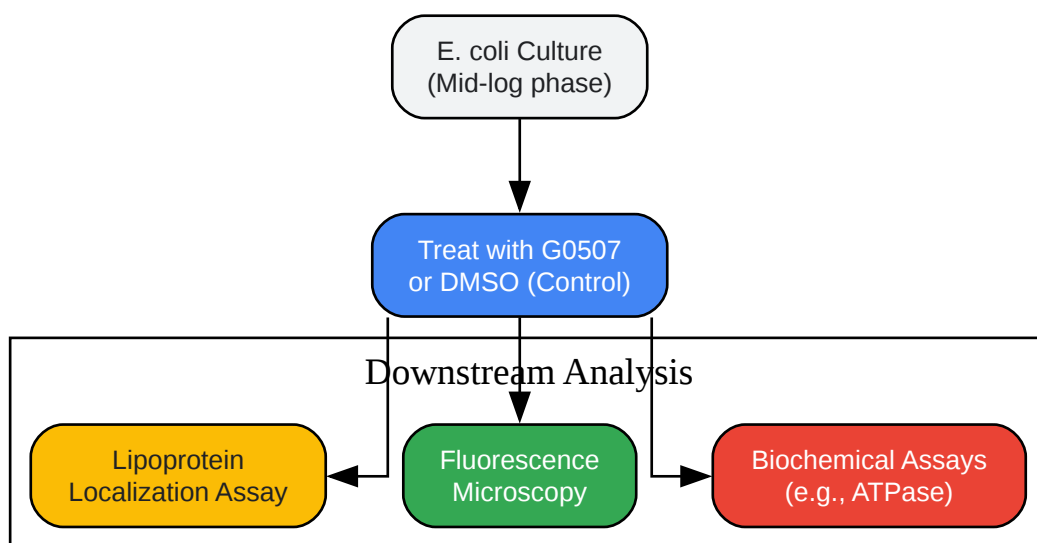 E. coli Culture
(Mid-log phase)
Treat with G0507
or DMSO (Control)
Downstream Analysis
Lipoprotein
Localization Assay
Fluorescence
Microscopy
Biochemical Assays
(e.g., ATPase)